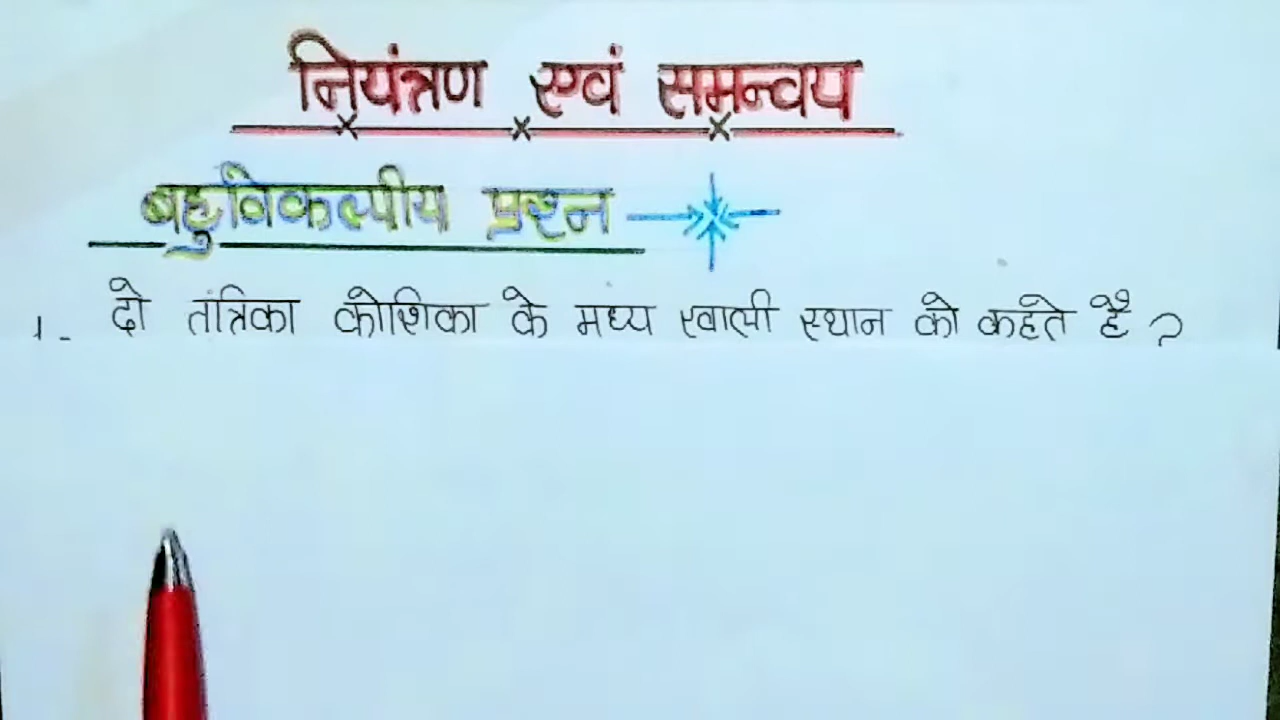 नियंत्रण एवं समन्वय
बहुविकल्पीय प्रश्न
1- दो तंत्रिका कोशिका के मध्य खाली स्थान को कहते है ?